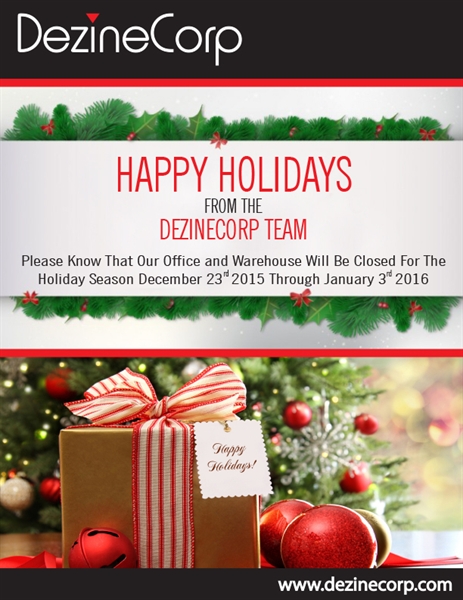 DezineCorp
HAPPY HOLIDAYS
FROM THE
DEZINECORP TEAM
Please Know That Our Office and Warehouse Will Be Closed For The
Holiday Season December 23rd 2015 Through January 3rd 2016
Happy
Holidays!
www.dezinecorp.com